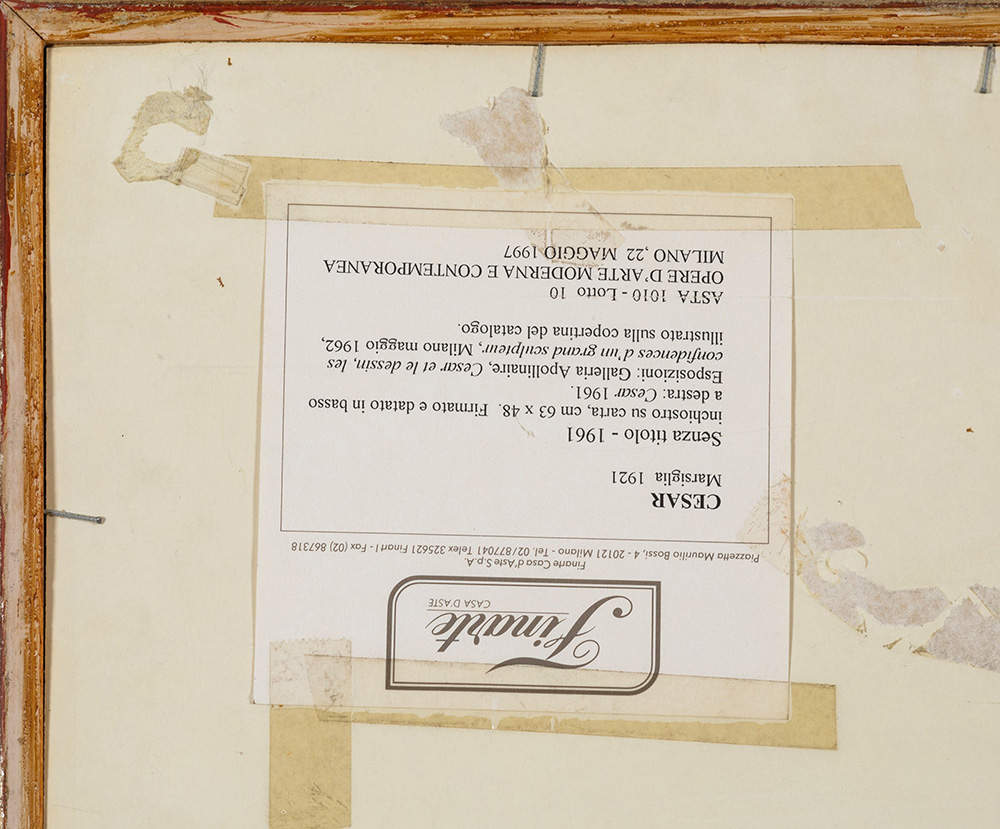 Finarte
CASA D'ASTE
Finarte Casa d'Aste S.p.A.
Piazzetta Maurilio Bossi, 4 - 20121 Milano - Tel. 02/877041 Telex 325621 Finart I - Fax (02) 867318
CESAR
Marsiglia 1921
Senza titolo - 1961
inchiostro su carta, cm 63 x 48. Firmato e datato in basso
a destra: Cesar 1961.
Esposizioni: Galleria Apollinaire, Cesar et le dessin, les
confidences d'un grand sculpteur, Milano maggio 1962,
illustrato sulla copertina del catalogo.
ASTA 1010 - Lotto 10
OPERE D'ARTE MODERNA E CONTEMPORANEA
MILANO, 22 MAGGIO 1997